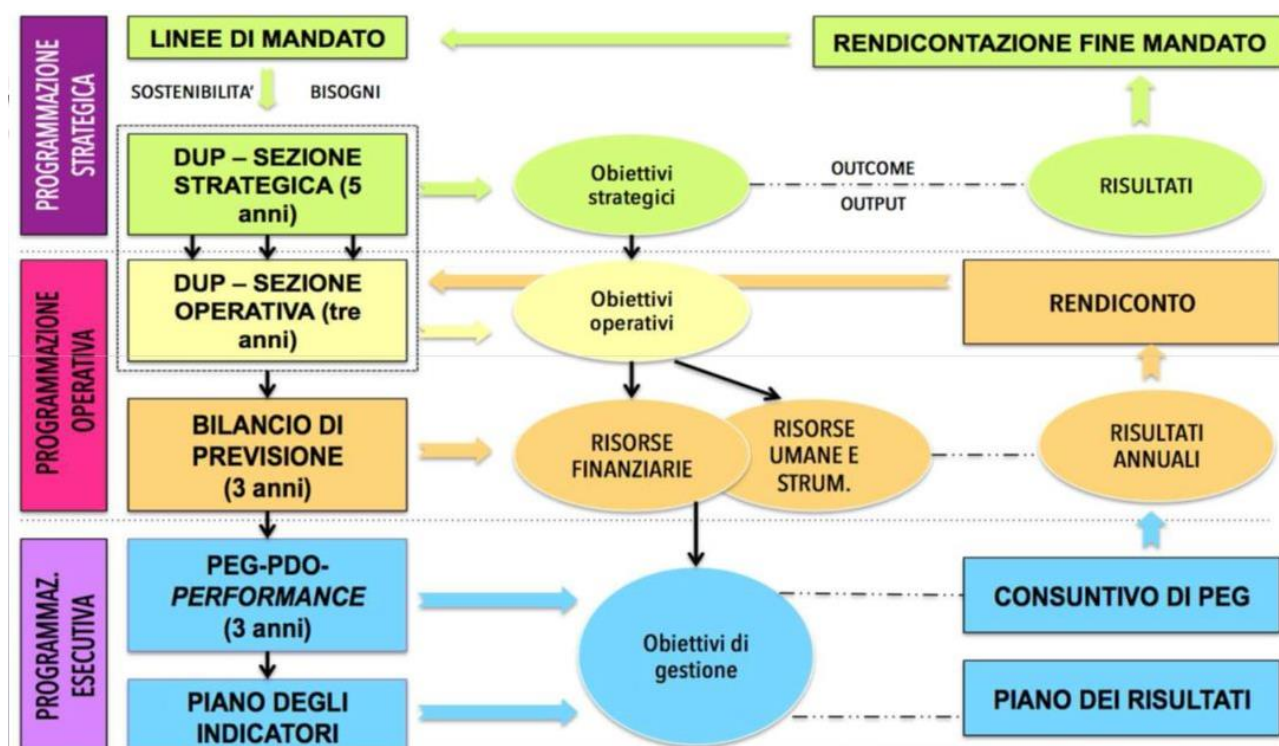 PROGRAMMAZIONE
STRATEGICA
LINEE DI MANDATO
RENDICONTAZIONE FINE MANDATO
SOSTENIBILITA' BISOGNI
DUP – SEZIONE
STRATEGICA (5
anni)
Obiettivi
strategici
OUTCOME
OUTPUT
RISULTATI
PROGRAMMAZIONE
OPERATIVA
DUP – SEZIONE
OPERATIVA (tre
anni)
Obiettivi
operativi
RENDICONTO
BILANCIO DI
PREVISIONE
(3 anni)
RISORSE
FINANZIARIE
RISORSE
UMANE E
STRUM.
RISULTATI
ANNUALI
PROGRAMMAZ.
ESECUTIVA
PEG-PDO-
PERFORMANCE
(3 anni)
Obiettivi di
gestione
CONSUNTIVO DI PEG
PIANO DEGLI
INDICATORI
PIANO DEI RISULTATI